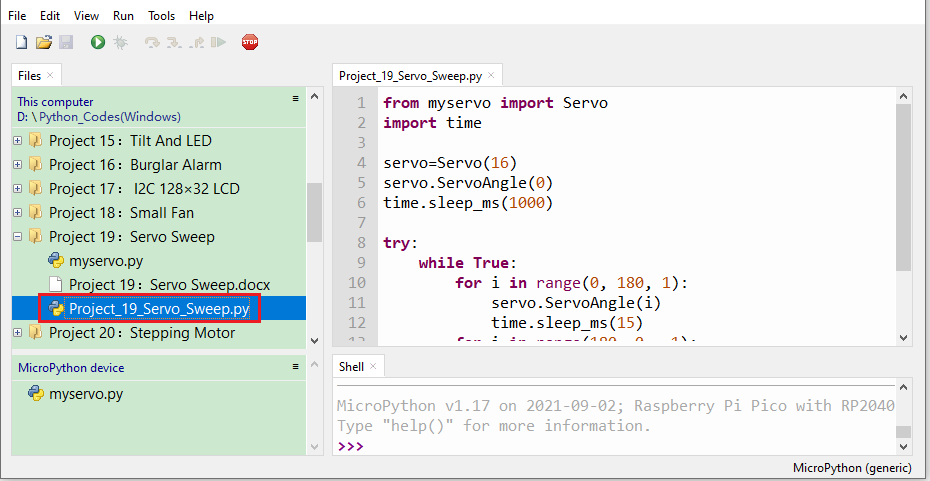 File Edit View Run Tools Help
STOP
Files ×
This computer
D: \ Python_Codes(Windows)
Project 15：Tilt And LED
Project 16：Burglar Alarm
Project 17： I2C 128×32 LCD
Project 18：Small Fan
Project 19：Servo Sweep
myservo.py
Project 19：Servo Sweep.docx
Project_19_Servo_Sweep.py
Project 20：Stepping Motor
MicroPython device
myservo.py
Project_19_Servo_Sweep.py ×
1 from myservo import Servo
2 import time
3
4 servo=Servo(16)
5 servo.ServoAngle(0)
6 time.sleep_ms(1000)
7
8 try:
9 while True:
10 for i in range(0, 180, 1):
11 servo.ServoAngle(i)
12 time.sleep_ms(15)
13 for i in range(180, 0, -1):
Shell ×
MicroPython v1.17 on 2021-09-02; Raspberry Pi Pico with RP2040
Type "help()" for more information.
>>>
MicroPython (generic)